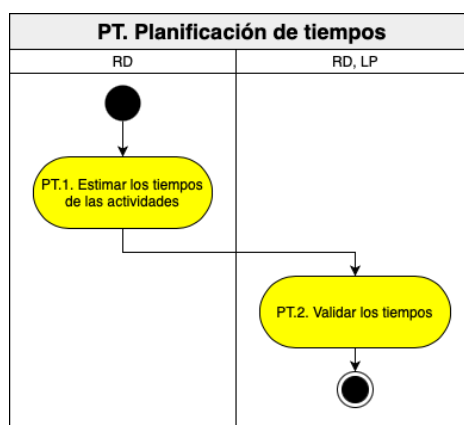 PT. Planificación de tiempos
RD
RD, LP
PT.1. Estimar los tiempos
de las actividades
PT.2. Validar los tiempos